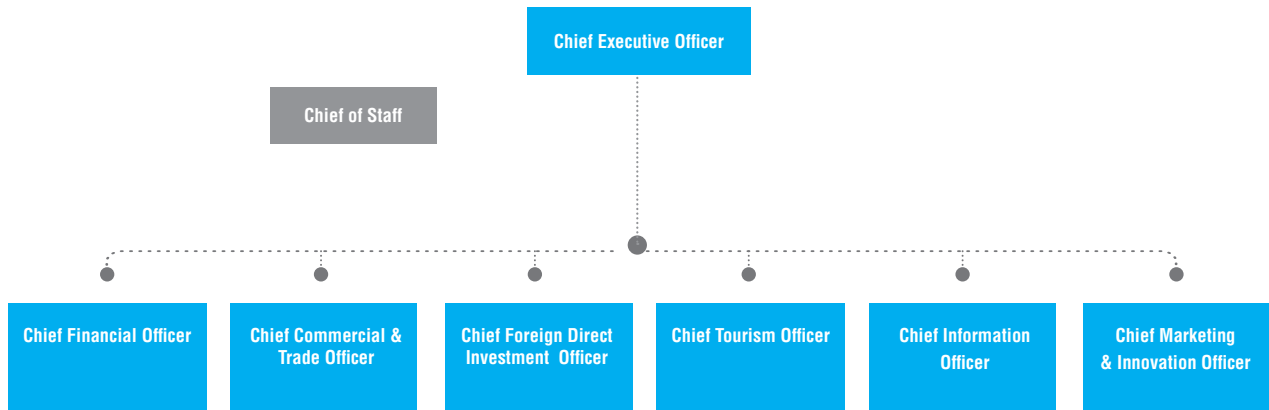 Chief Executive Officer
Chief of Staff
Chief Financial Officer
Chief Commercial &
Trade Officer
Chief Foreign Direct
Investment Officer
Chief Tourism Officer
Chief Information
Officer
Chief Marketing
& Innovation Officer